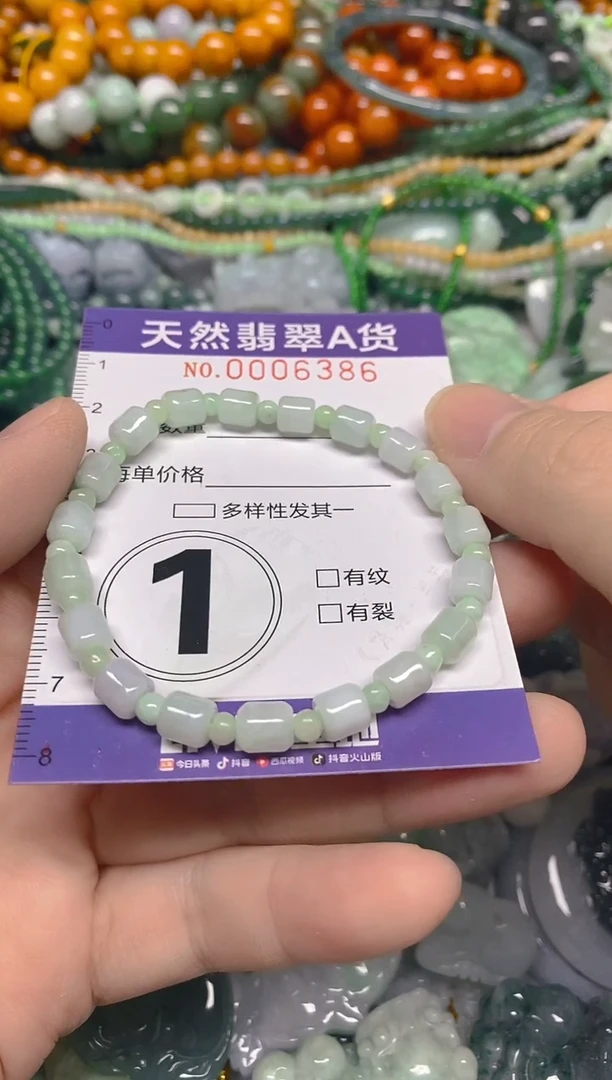 0
天然翡翠A货
1
NO.0006386
2
数量
每单价格
多样性发其一
1
有纹
有裂
7
8
今日头条 抖音 西瓜视频 抖音火山版